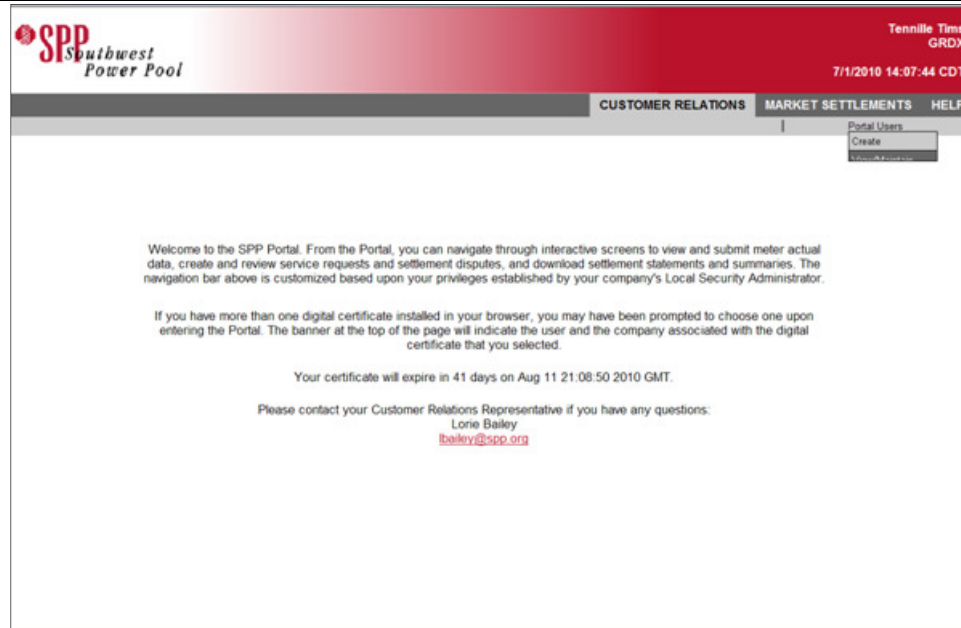 SPP
Southwest
Power Pool
Tennille Tims
GRDX
7/1/2010 14:07:44 CDT
CUSTOMER RELATIONS MARKET SETTLEMENTS HELP
| Portal Users
Create
View/Maintain
Welcome to the SPP Portal. From the Portal, you can navigate through interactive screens to view and submit meter actual
data, create and review service requests and settlement disputes, and download settlement statements and summaries. The
navigation bar above is customized based upon your privileges established by your company's Local Security Administrator.
If you have more than one digital certificate installed in your browser, you may have been prompted to choose one upon
entering the Portal. The banner at the top of the page will indicate the user and the company associated with the digital
certificate that you selected.
Your certificate will expire in 41 days on Aug 11 21:08:50 2010 GMT.
Please contact your Customer Relations Representative if you have any questions:
Lorie Bailey
lbailey@spp.org